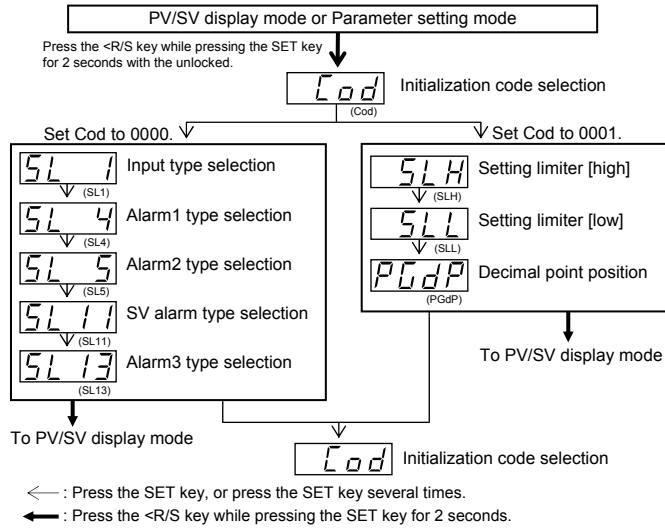 PV/SV display mode or Parameter setting mode
Press the <R/S key while pressing the SET key
for 2 seconds with the unlocked.
Cod
Initialization code selection
(Cod)
Set Cod to 0000.
Set Cod to 0001.
SL 1
Input type selection
(SL1)
SL 4
Alarm1 type selection
(SL4)
SL 5
Alarm2 type selection
(SL5)
SL11
SV alarm type selection
(SL11)
SL13
Alarm3 type selection
(SL13)
SLH
Setting limiter [high]
(SLH)
SLL
Setting limiter [low]
(SLL)
PGdP
Decimal point position
(PGdP)
To PV/SV display mode
To PV/SV display mode
Cod
Initialization code selection
: Press the SET key, or press the SET key several times.
: Press the <R/S key while pressing the SET key for 2 seconds.